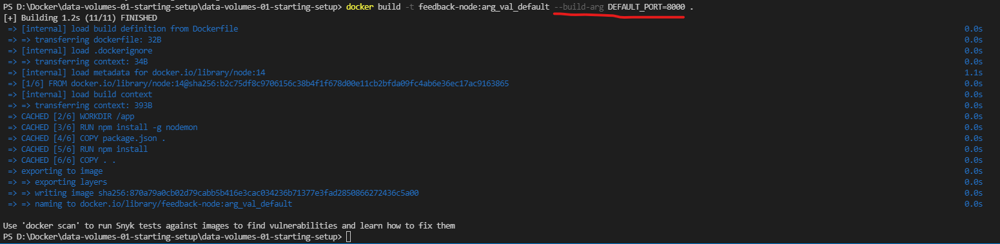 PS D:\Docker\data-volumes-01-starting-setup\data-volumes-01-starting-setup> docker build -t feedback-node:arg_val_default --build-arg DEFAULT_PORT=8000 .
[+] Building 1.2s (11/11) FINISHED
=> [internal] load build definition from Dockerfile 0.0s
=> => transferring dockerfile: 32B 0.0s
=> [internal] load .dockerignore 0.0s
=> => transferring context: 34B 0.0s
=> [internal] load metadata for docker.io/library/node:14 1.1s
=> [1/6] FROM docker.io/library/node:14@sha256:b2c75df8c9706156c38b4f1f678d00e11cb2bfda09fc4ab6e36ec17ac9163865 0.0s
=> [internal] load build context 0.0s
=> => transferring context: 393B 0.0s
=> CACHED [2/6] WORKDIR /app 0.0s
=> CACHED [3/6] RUN npm install -g nodemon 0.0s
=> CACHED [4/6] COPY package.json . 0.0s
=> CACHED [5/6] RUN npm install 0.0s
=> CACHED [6/6] COPY . . 0.0s
=> exporting to image 0.0s
=> => exporting layers 0.0s
=> => writing image sha256:870a79a0cb02d79cabb5b416e3cac034236b71377e3fad2850866272436c5a00 0.0s
=> => naming to docker.io/library/feedback-node:arg_val_default 0.0s
Use 'docker scan' to run Snyk tests against images to find vulnerabilities and learn how to fix them
PS D:\Docker\data-volumes-01-starting-setup\data-volumes-01-starting-setup>